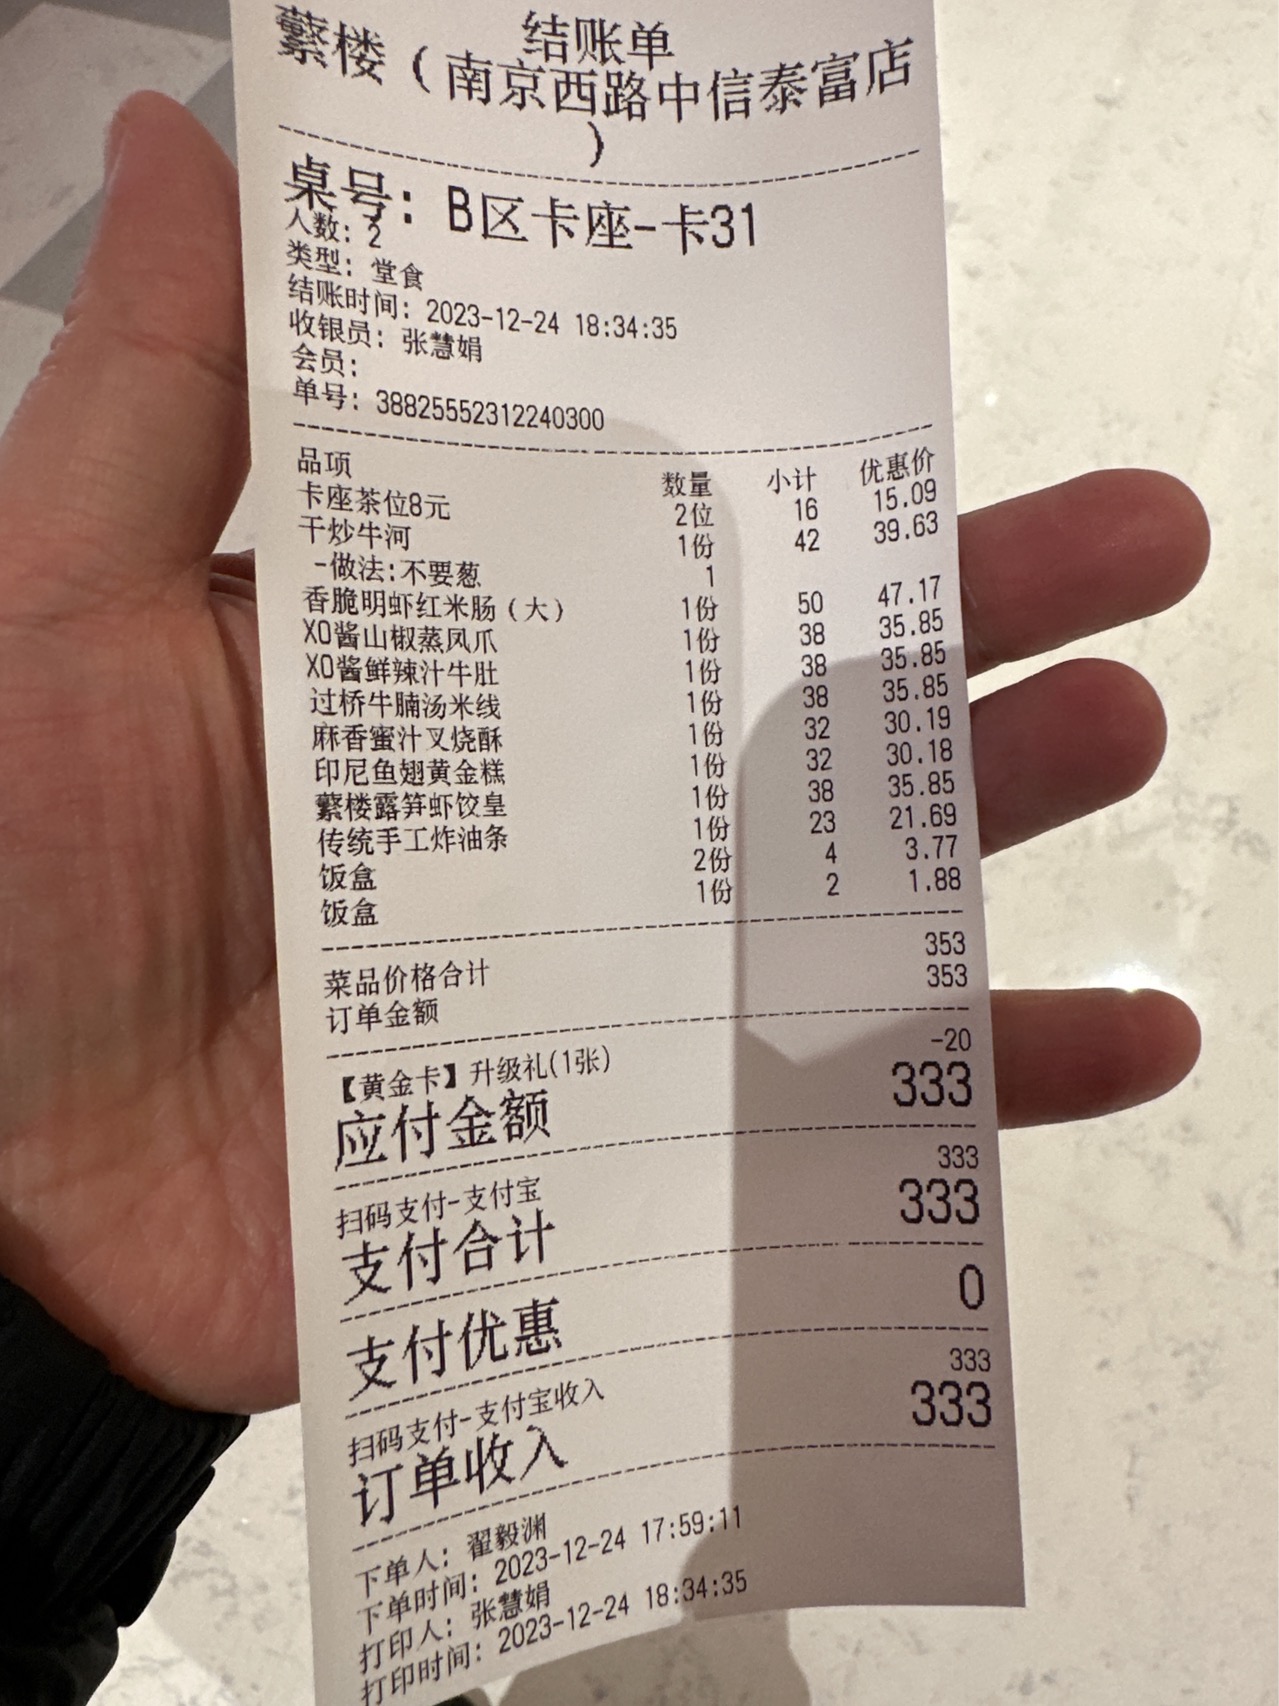 结账单
蘩楼（南京西路中信泰富店
）
桌号：B区卡座-卡31
人数：2
类型：堂食
结账时间：2023-12-24 18:34:35
收银员：张慧娟
会员：
单号：38825552312240300
品项 数量 小计 优惠价
卡座茶位8元 2位 16 15.09
干炒牛河 1份 42 39.63
-做法:不要葱 1
香脆明虾红米肠（大） 1份 50 47.17
XO酱山椒蒸凤爪 1份 38 35.85
XO酱鲜辣汁牛肚 1份 38 35.85
过桥牛腩汤米线 1份 38 35.85
麻香蜜汁叉烧酥 1份 32 30.19
印尼鱼翅黄金糕 1份 32 30.18
蘩楼露笋虾饺皇 1份 38 35.85
传统手工炸油条 1份 23 21.69
饭盒 2份 4 3.77
饭盒 1份 2 1.88
菜品价格合计 353
订单金额 353
【黄金卡】升级礼(1张) -20
应付金额 333
扫码支付-支付宝 333
支付合计 333
支付优惠 0
扫码支付-支付宝收入 333
订单收入 333
下单人：翟毅渊
下单时间：2023-12-24 17:59:11
打印人：张慧娟
打印时间：2023-12-24 18:34:35